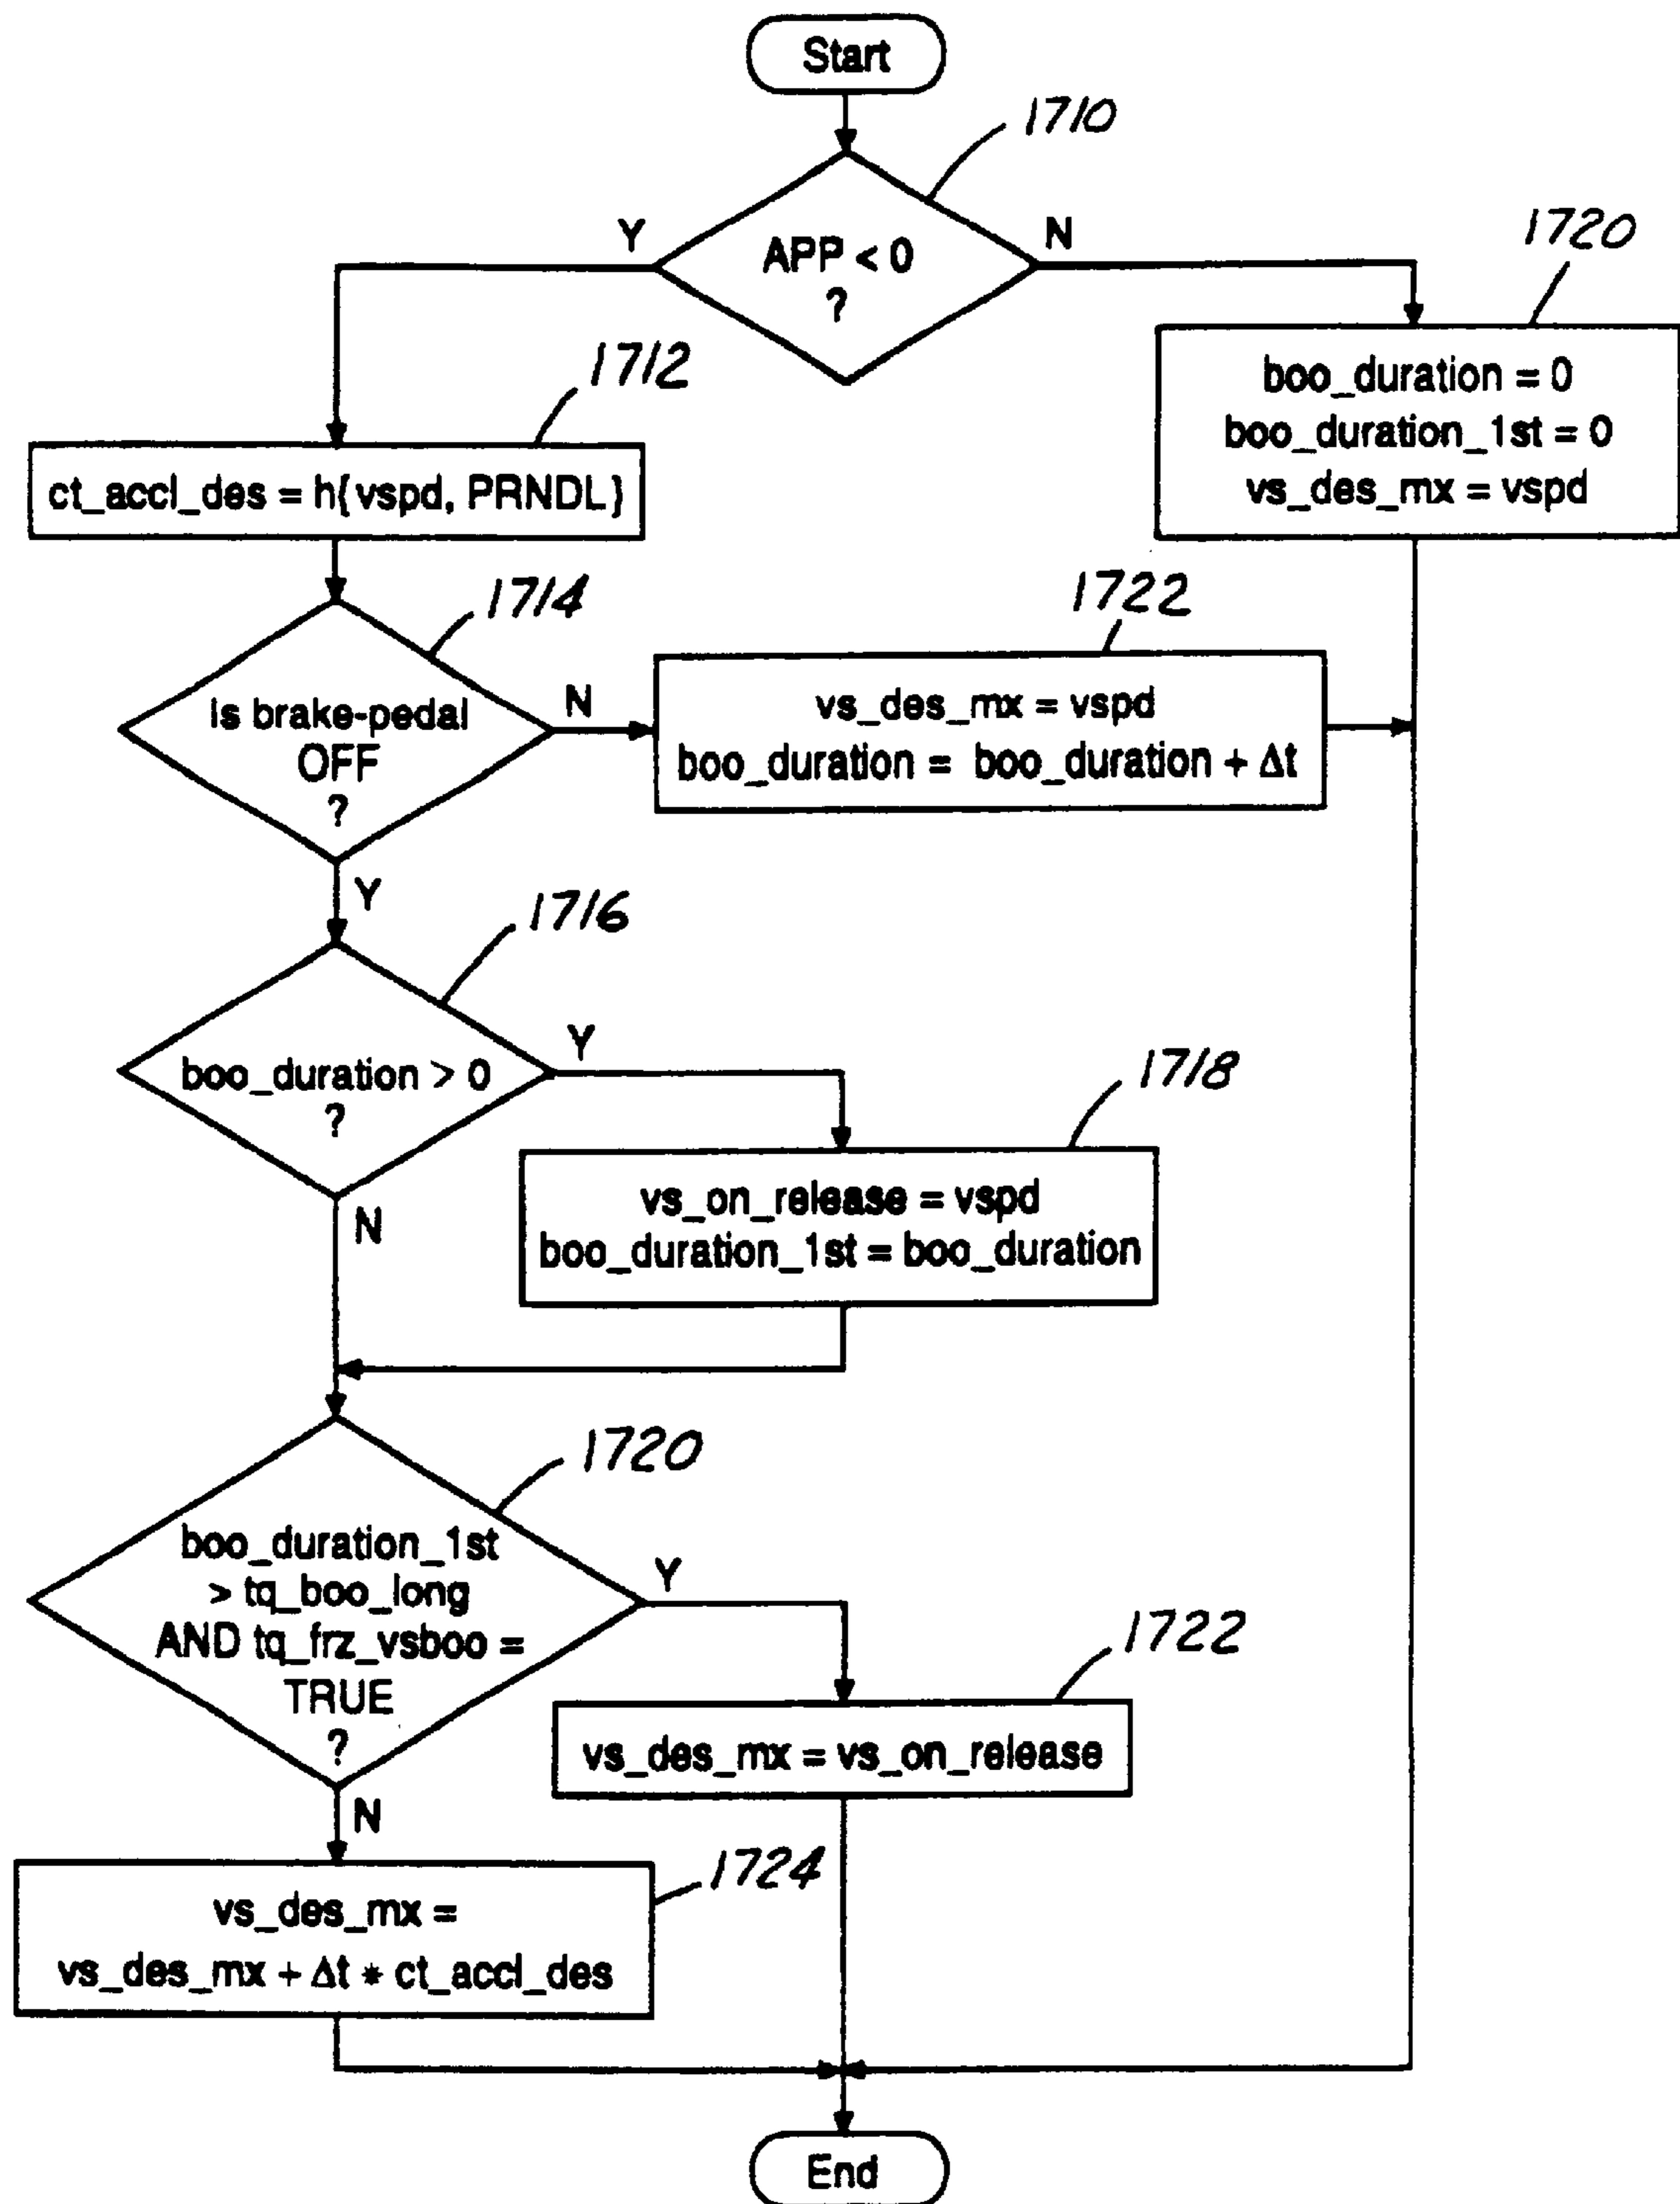 Start
1710
Y
N
APP < 0
?
1720
boo_duration = 0
boo_duration_1st = 0
vs_des_mx = vspd
1712
ct_accl_des = h{vspd, PRNDL}
1714
Is brake-pedal
OFF
?
N
1722
vs_des_mx = vspd
boo_duration = boo_duration + Δt
Y
1716
boo_duration > 0
?
Y
1718
vs_on_release = vspd
boo_duration_1st = boo_duration
N
1720
boo_duration_1st
> tq_boo_long
AND tq_frz_vsboo =
TRUE
?
Y
1722
vs_des_mx = vs_on_release
N
1724
vs_des_mx =
vs_des_mx + Δt * ct_accl_des
End